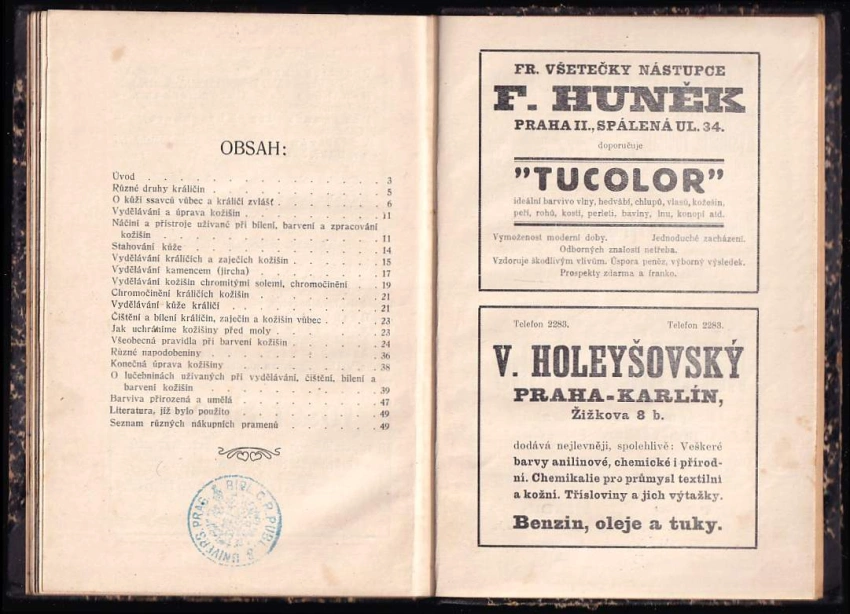 OBSAH:
Úvod . . . . . . . . . . . . . . . . 3
Různé druhy králičin . . . . . . . . . . . . 5
O kůži ssavců vůbec a králičí zvlášť . . . . . . . 6
Vydělávání a úprava kožišin . . . . . . . . . . 11
Náčiní a přístroje užívané při bílení, barvení a zpracování
kožišin . . . . . . . . . . . . . . . 11
Stahování kůže . . . . . . . . . . . . . 14
Vydělávání králičích a zaječích kožišin . . . . . . . 15
Vydělávání kamencem (jircha) . . . . . . . . . 17
Vydělávání kožišin chromitými solemi, chromočinění . . . 19
Chromočinění králičích kožišin . . . . . . . . . 21
Vydělávání kůže králičí . . . . . . . . . . . 21
Čištění a bílení králičin, zaječin a kožišin vůbec . . . . 23
Jak uchráníme kožišiny před moly . . . . . . . . 23
Všeobecná pravidla při barvení kožišin . . . . . . . 24
Různé napodobeniny . . . . . . . . . . . . 36
Konečná úprava kožišiny . . . . . . . . . . . 38
O lučebninách užívaných při vydělávání, čištění, bílení a
barvení kožišin . . . . . . . . . . . . . 39
Barviva přirozená a umělá . . . . . . . . . . 47
Literatura, jíž bylo použito . . . . . . . . . . 49
Seznam různých nákupních pramenů . . . . . . . 49
FR. VŠETEČKY NÁSTUPCE
F. HUNĚK
PRAHA II., SPÁLENÁ UL. 34.
doporučuje
"TUCOLOR"
ideální barvivo vlny, hedvábí, chlupů, vlasů, kožešin,
peří, rohů, kostí, perleti, bavlny, lnu, konopí atd.
Vymoženost moderní doby. Jednoduché zacházení.
Odborných znalostí netřeba.
Vzdoruje škodlivým vlivům. Úspora peněz, výborný výsledek.
Prospekty zdarma a franko.
Telefon 2283. Telefon 2283.
V. HOLEYŠOVSKÝ
PRAHA-KARLÍN,
Žižkova 8 b.
dodává nejlevněji, spolehlivě: Veškeré
barvy anilinové, chemické i přírod-
ní. Chemikalie pro průmysl textilní
a kožní. Třísloviny a jich výtažky.
Benzin, oleje a tuky.